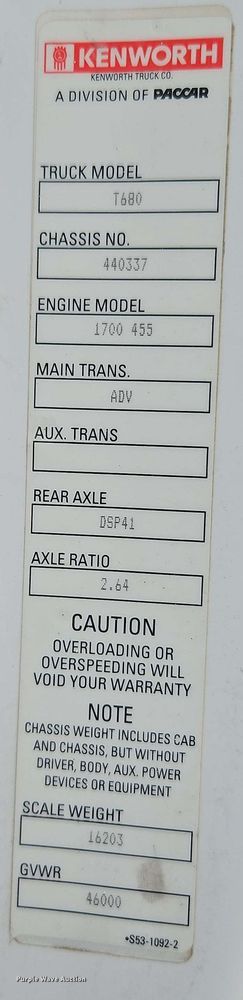 KENWORTH
KENWORTH TRUCK CO.
A DIVISION OF PACCAR
TRUCK MODEL
T680
CHASSIS NO.
440337
ENGINE MODEL
1700 455
MAIN TRANS.
ADV
AUX. TRANS
REAR AXLE
DSP41
AXLE RATIO
2.64
CAUTION
OVERLOADING OR
OVERSPEEDING WILL
VOID YOUR WARRANTY
NOTE
CHASSIS WEIGHT INCLUDES CAB
AND CHASSIS, BUT WITHOUT
DRIVER, BODY, AUX. POWER
DEVICES OR EQUIPMENT
SCALE WEIGHT
16203
GVWR
46000
•S53-1092-2
Purple Wave Auction